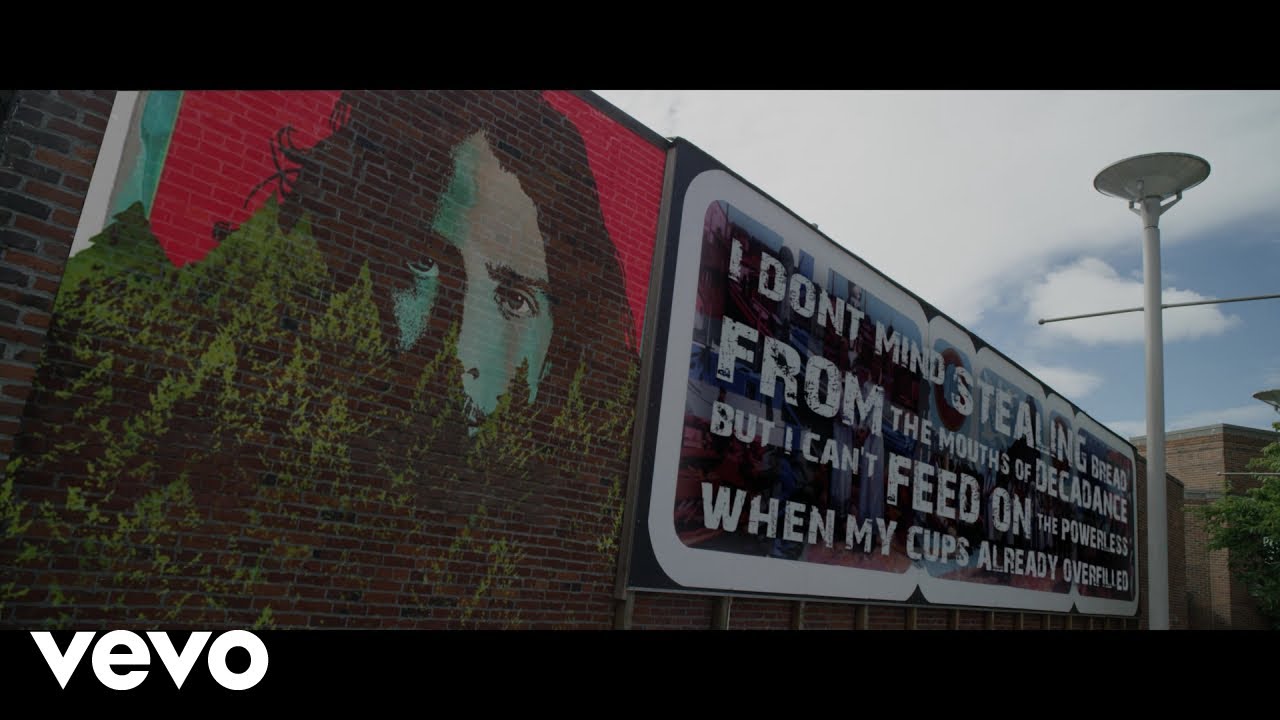 I DONT MIND STEALING BREAD
FROM THE MOUTHS OF DECADANCE
BUT I CAN'T FEED ON THE POWERLESS
WHEN MY CUPS ALREADY OVERFILLED
vevo